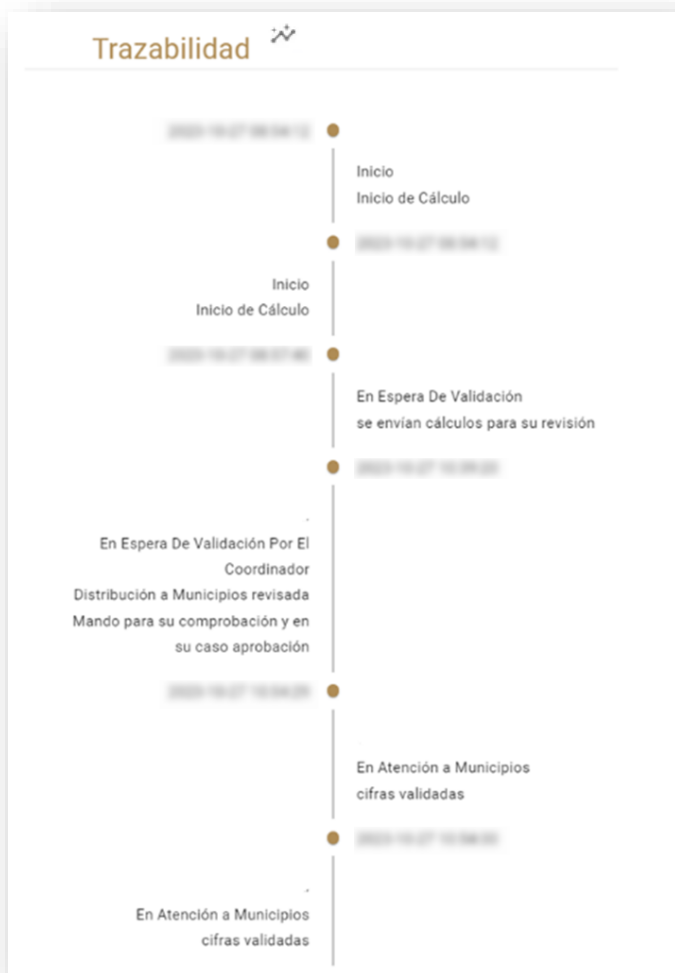 Trazabilidad
Inicio
Inicio de Cálculo
Inicio
Inicio de Cálculo
En Espera De Validación
se envían cálculos para su revisión
En Espera De Validación Por El
Coordinador
Distribución a Municipios revisada
Mando para su comprobación y en
su caso aprobación
En Atención a Municipios
cifras validadas
En Atención a Municipios
cifras validadas